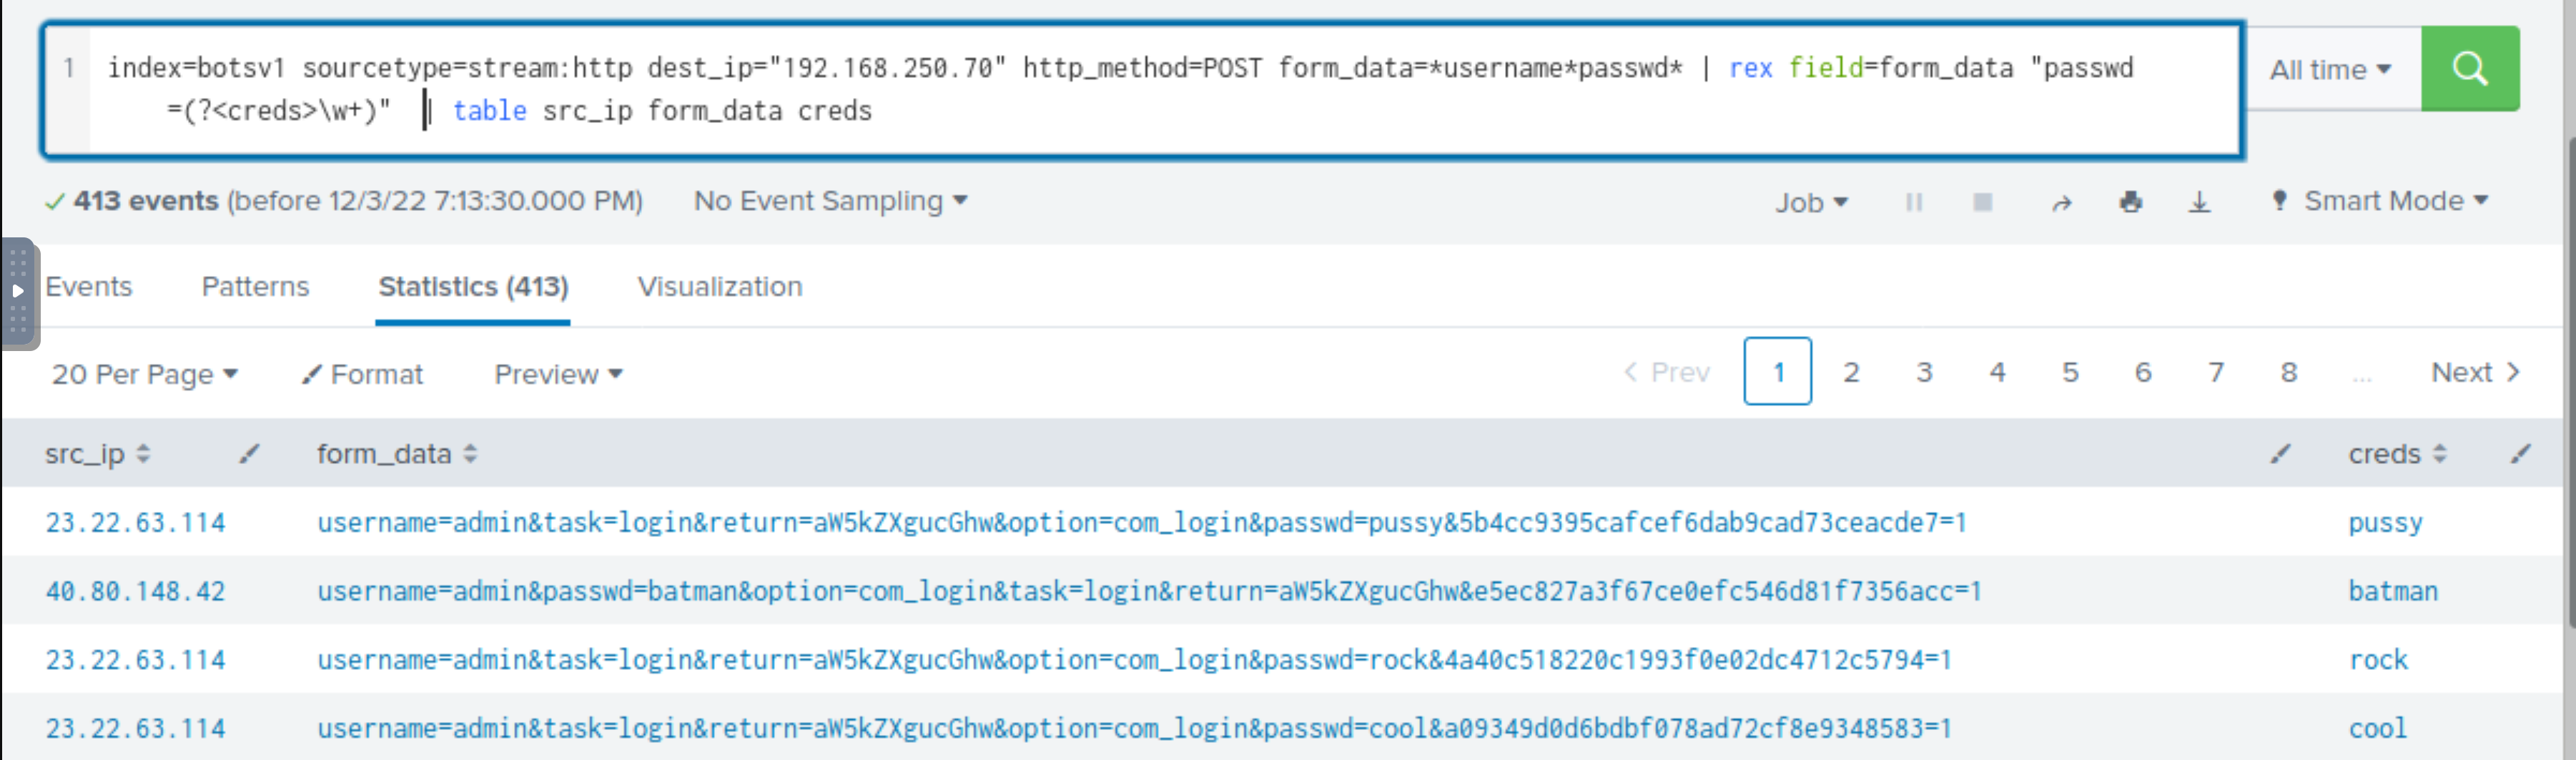 1 index=botsv1 sourcetype=stream:http dest_ip="192.168.250.70" http_method=POST form_data=*username*passwd* | rex field=form_data "passwd
=(?<creds>\w+)" | table src_ip form_data creds
All time
413 events (before 12/3/22 7:13:30.000 PM) No Event Sampling Job Smart Mode
Events Patterns Statistics (413) Visualization
20 Per Page Format Preview Prev 1 2 3 4 5 6 7 8 ... Next
src_ip form_data creds
23.22.63.114 username=admin&task=login&return=aW5kZXgucGhw&option=com_login&passwd=pussy&5b4cc9395cafcef6dab9cad73ceacde7=1 pussy
40.80.148.42 username=admin&passwd=batman&option=com_login&task=login&return=aW5kZXgucGhw&e5ec827a3f67ce0efc546d81f7356acc=1 batman
23.22.63.114 username=admin&task=login&return=aW5kZXgucGhw&option=com_login&passwd=rock&4a40c518220c1993f0e02dc4712c5794=1 rock
23.22.63.114 username=admin&task=login&return=aW5kZXgucGhw&option=com_login&passwd=cool&a09349d0d6bdbf078ad72cf8e9348583=1 cool